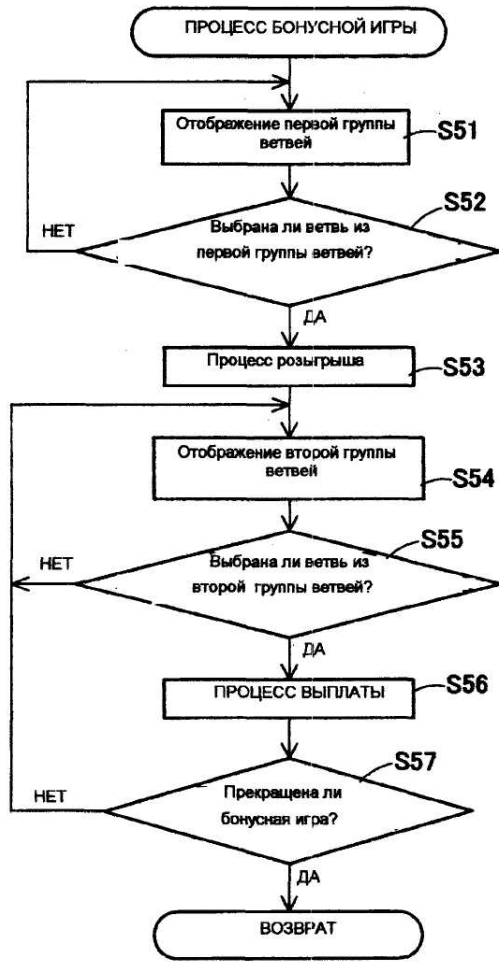 ПРОЦЕСС БОНУСНОЙ ИГРЫ
Отображение первой группы
ветвей
S51
S52
Выбрана ли ветвь из
первой группы ветвей?
НЕТ
ДА
Процесс розыгрыша
S53
Отображение второй группы
ветвей
S54
S55
Выбрана ли ветвь из
второй группы ветвей?
НЕТ
ДА
ПРОЦЕСС ВЫПЛАТЫ
S56
S57
Прекращена ли
бонусная игра?
НЕТ
ДА
ВОЗВРАТ